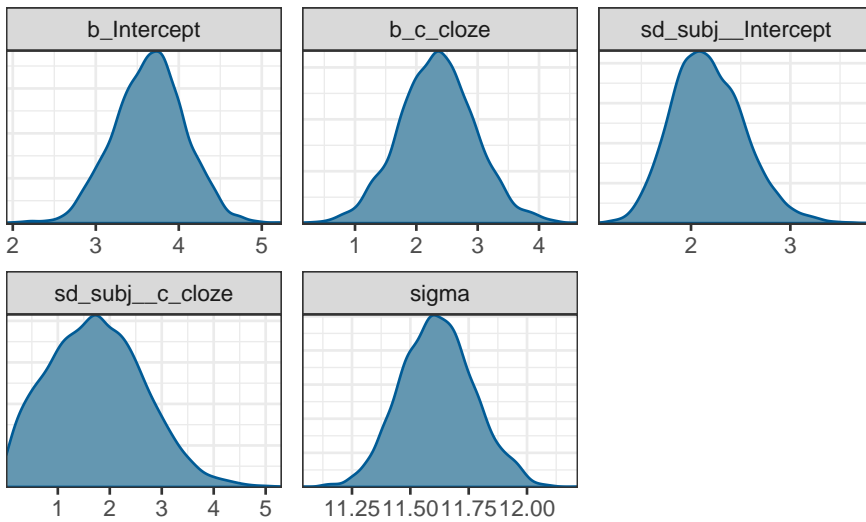 b_Intercept
b_c_cloze
sd_subj__Intercept
2 3 4 5
1 2 3 4
2 3
sd_subj__c_cloze
sigma
1 2 3 4 5
11.25 11.50 11.75 12.00